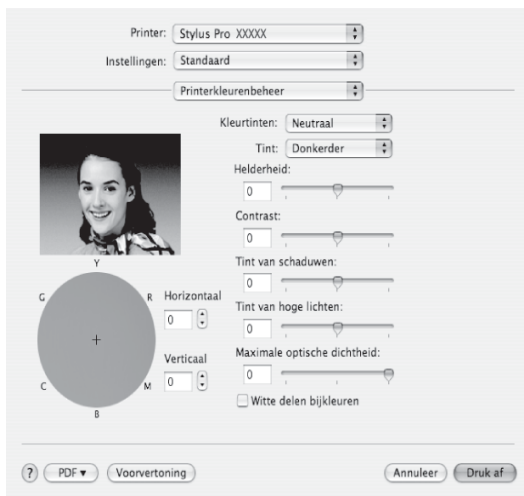 Printer: Stylus Pro XXXXX
Instellingen: Standaard
Printerkleurenbeheer
Kleurtinten: Neutraal
Tint: Donkerder
Helderheid:
0
Contrast:
0
Tint van schaduwen:
0
Tint van hoge lichten:
0
Maximale optische dichtheid:
0
Witte delen bijkleuren
Y
G R
C M
B
Horizontaal
0
Verticaal
0
? PDF Voorvertoning Annuleer Druk af